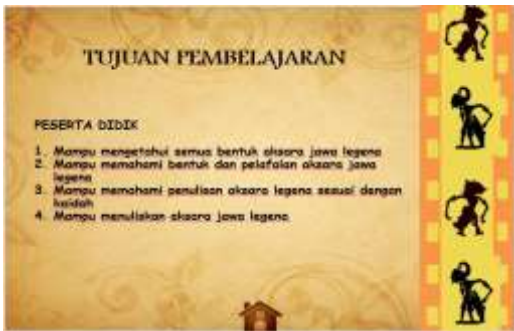 TUJUAN PEMBELAJARAN
PESERTA DIDIK
1. Mampu mengetahui semua bentuk aksara jawa legena
2. Mampu memahami bentuk dan pelafalan aksara jawa
legena
3. Mampu memahami penulisan aksara legena sesuai dengan
kaidah
4. Mampu menuliskan aksara jawa legena